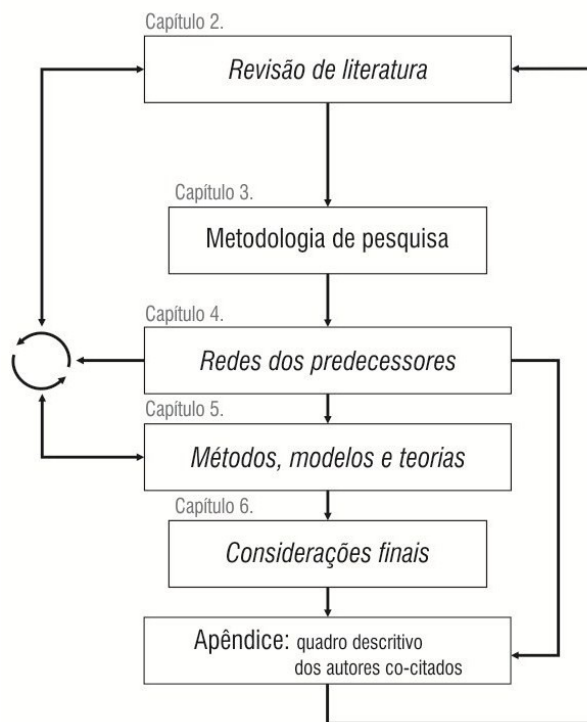 Capítulo 2.
Revisão de literatura
Capítulo 3.
Metodologia de pesquisa
Capítulo 4.
Redes dos predecessores
Capítulo 5.
Métodos, modelos e teorias
Capítulo 6.
Considerações finais
Apêndice: quadro descritivo
dos autores co-citados